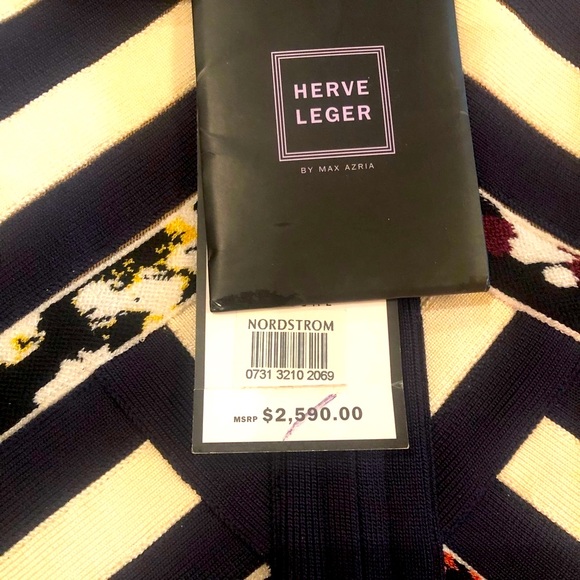 HERVE
LEGER
BY MAX AZRIA
NORDSTROM
0731 3210 2069
MSRP $2,590.00